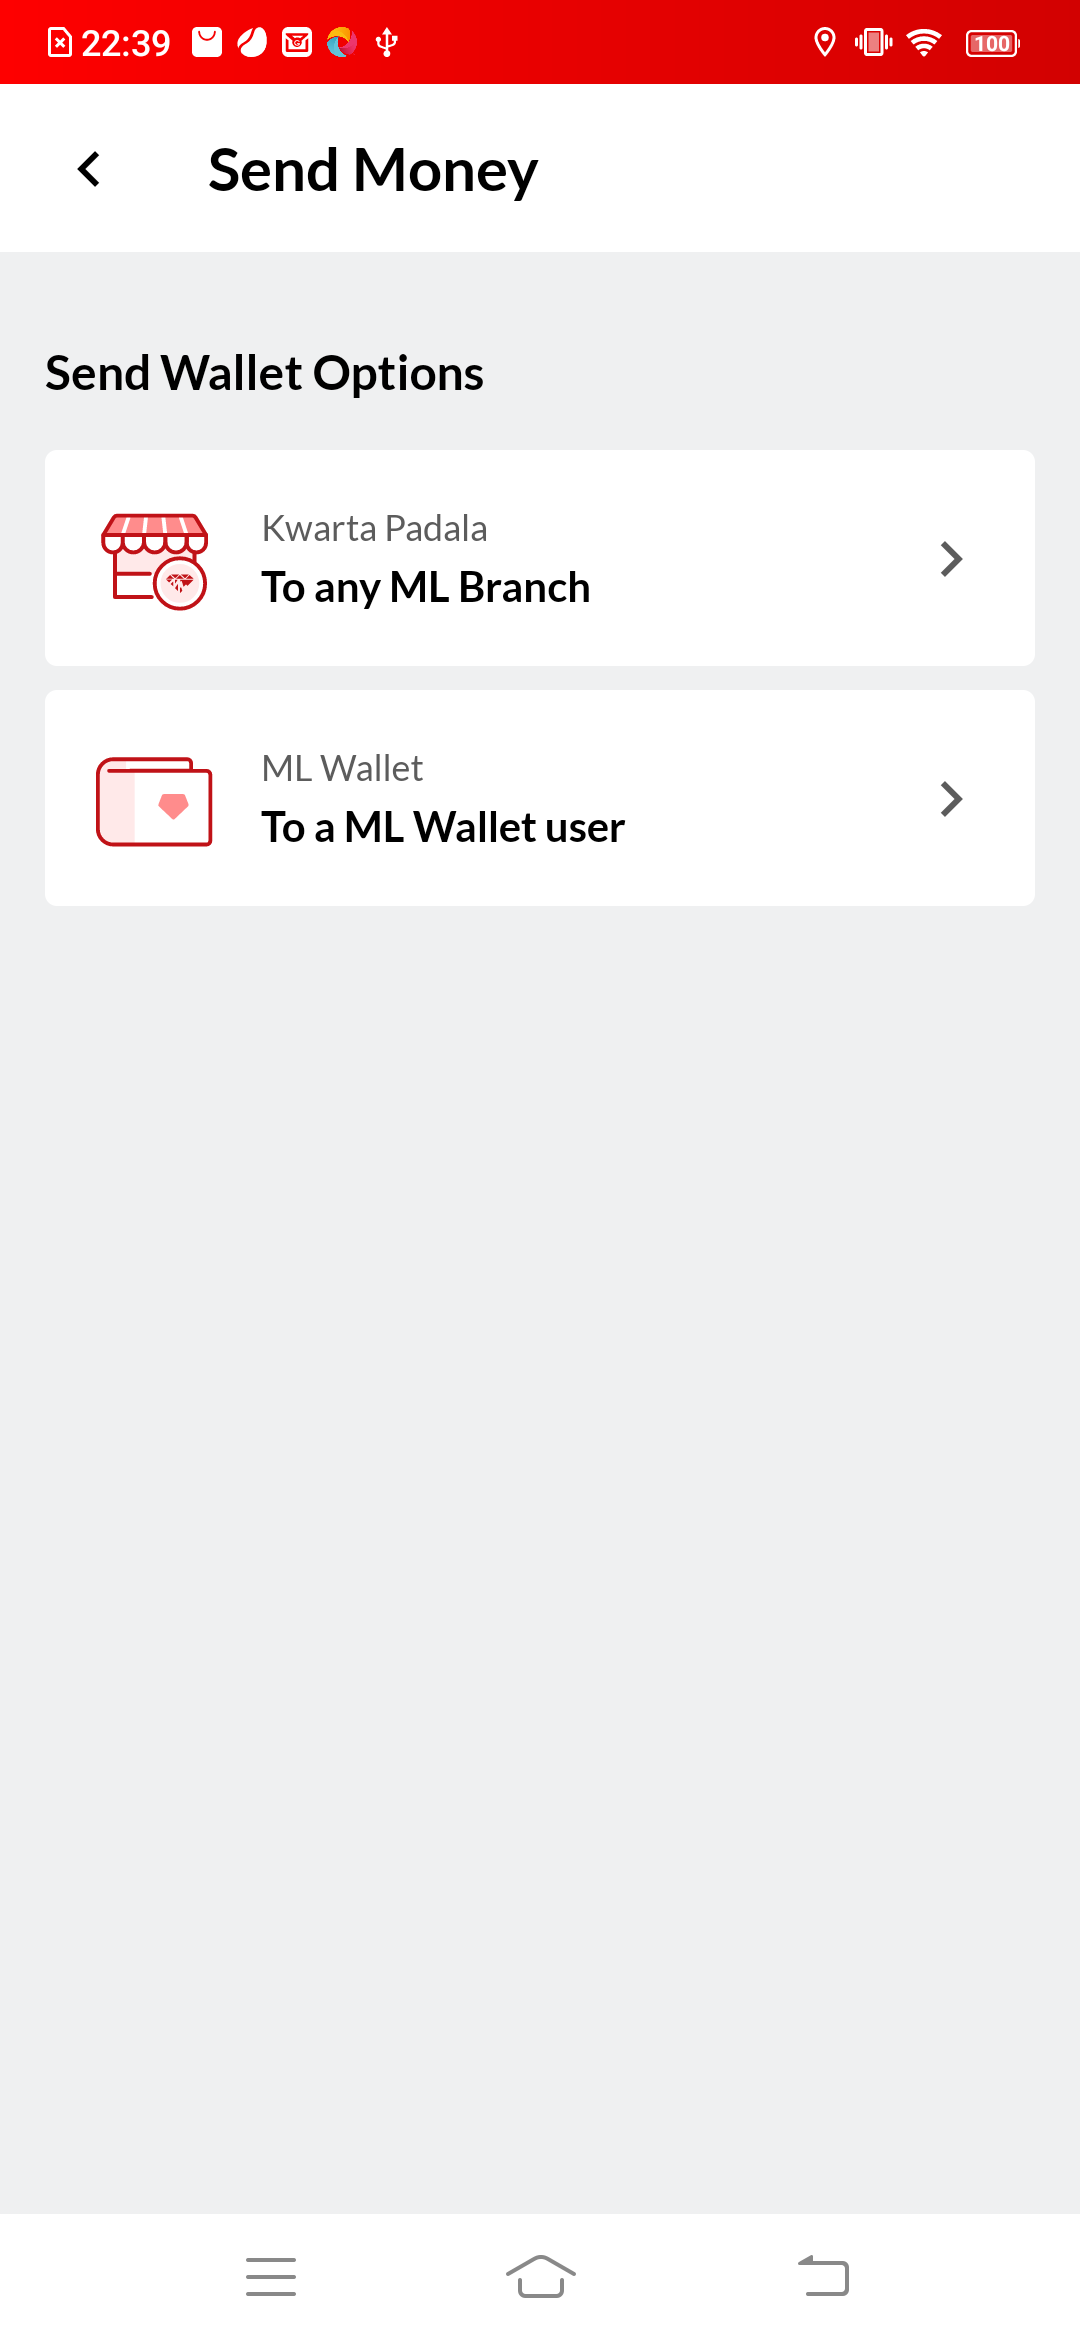 22:39
100
Send Money
Send Wallet Options
Kwarta Padala
To any ML Branch
ML Wallet
To a ML Wallet user